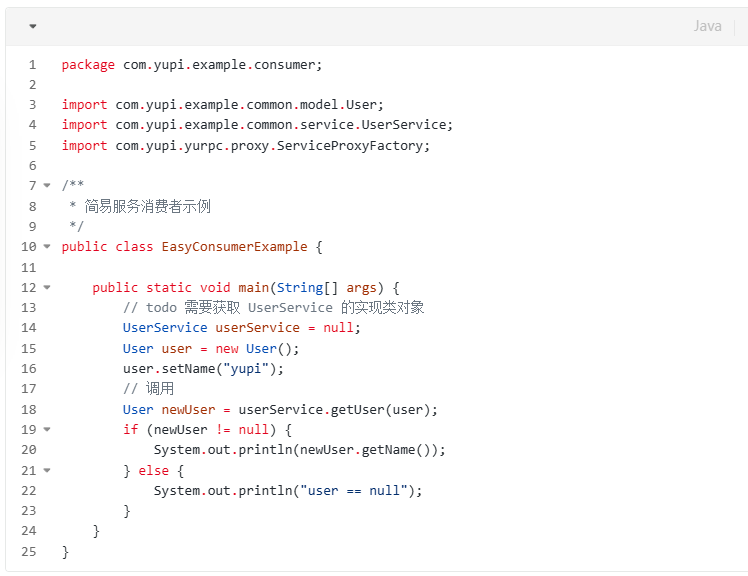 Java
1 package com.yupi.example.consumer;
2
3 import com.yupi.example.common.model.User;
4 import com.yupi.example.common.service.UserService;
5 import com.yupi.yurpc.proxy.ServiceProxyFactory;
6
7 /**
8  * 简易服务消费者示例
9  */
10 public class EasyConsumerExample {
11
12     public static void main(String[] args) {
13         // todo 需要获取 UserService 的实现类对象
14         UserService userService = null;
15         User user = new User();
16         user.setName("yupi");
17         // 调用
18         User newUser = userService.getUser(user);
19         if (newUser != null) {
20             System.out.println(newUser.getName());
21         } else {
22             System.out.println("user == null");
23         }
24     }
25 }